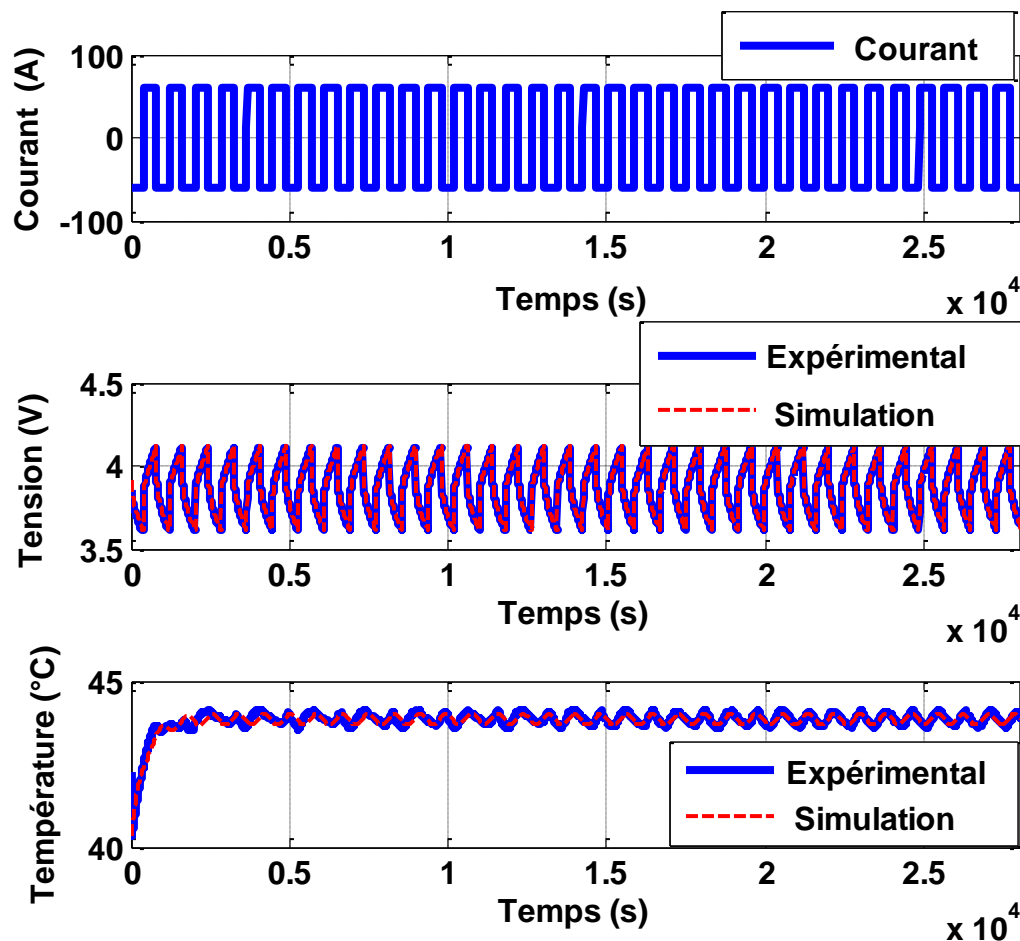 Courant
Courant (A)
100
0
-100
0 0.5 1 1.5 2 2.5
Temps (s)
x 10^4
Expérimental
Simulation
Tension (V)
4.5
4
3.5
0 0.5 1 1.5 2 2.5
Temps (s)
x 10^4
Température (°C)
45
40
Expérimental
Simulation
0 0.5 1 1.5 2 2.5
Temps (s)
x 10^4